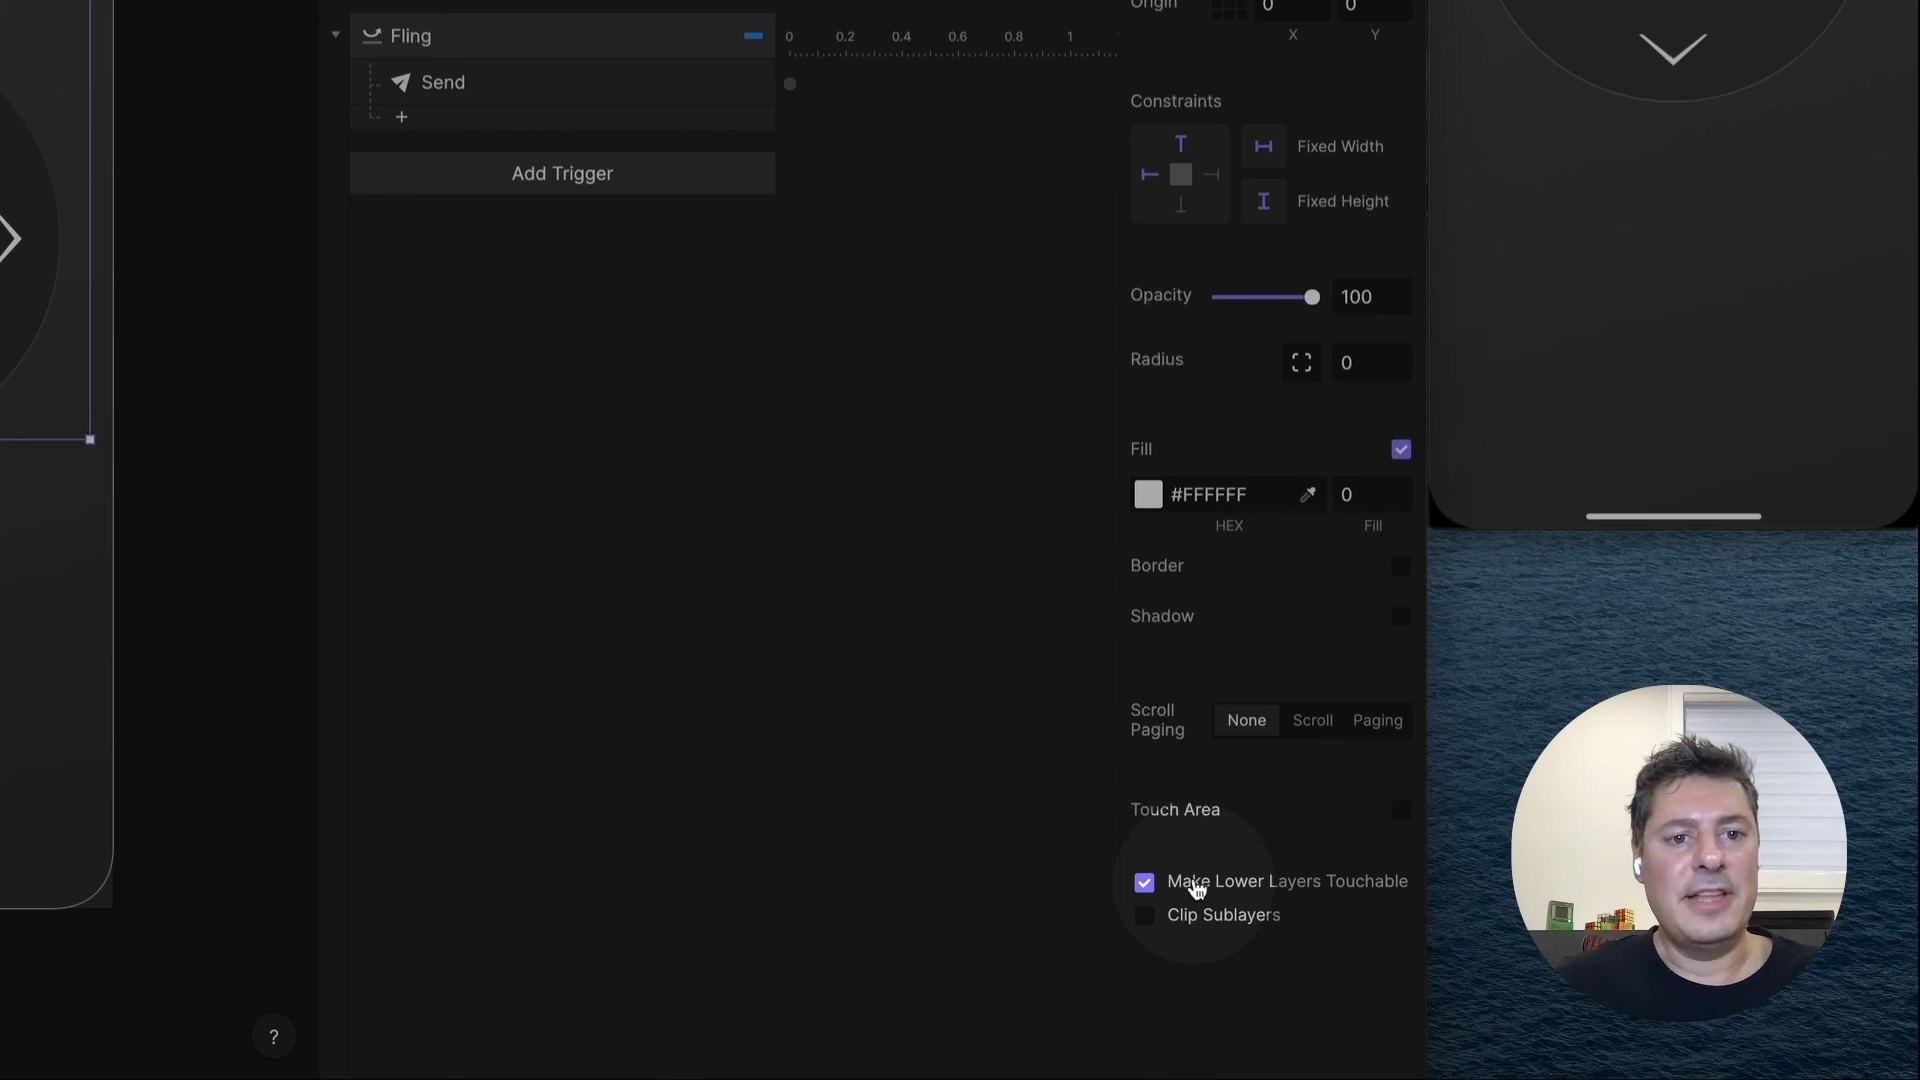 Origin
0
0
X
Y
Fling
0
0.2
0.4
0.6
0.8
1
Send
+
Add Trigger
Constraints
Fixed Width
Fixed Height
Opacity
100
Radius
0
Fill
#FFFFFF
0
HEX
Fill
Border
Shadow
Scroll
Paging
None
Scroll
Paging
Touch Area
Make Lower Layers Touchable
Clip Sublayers
?